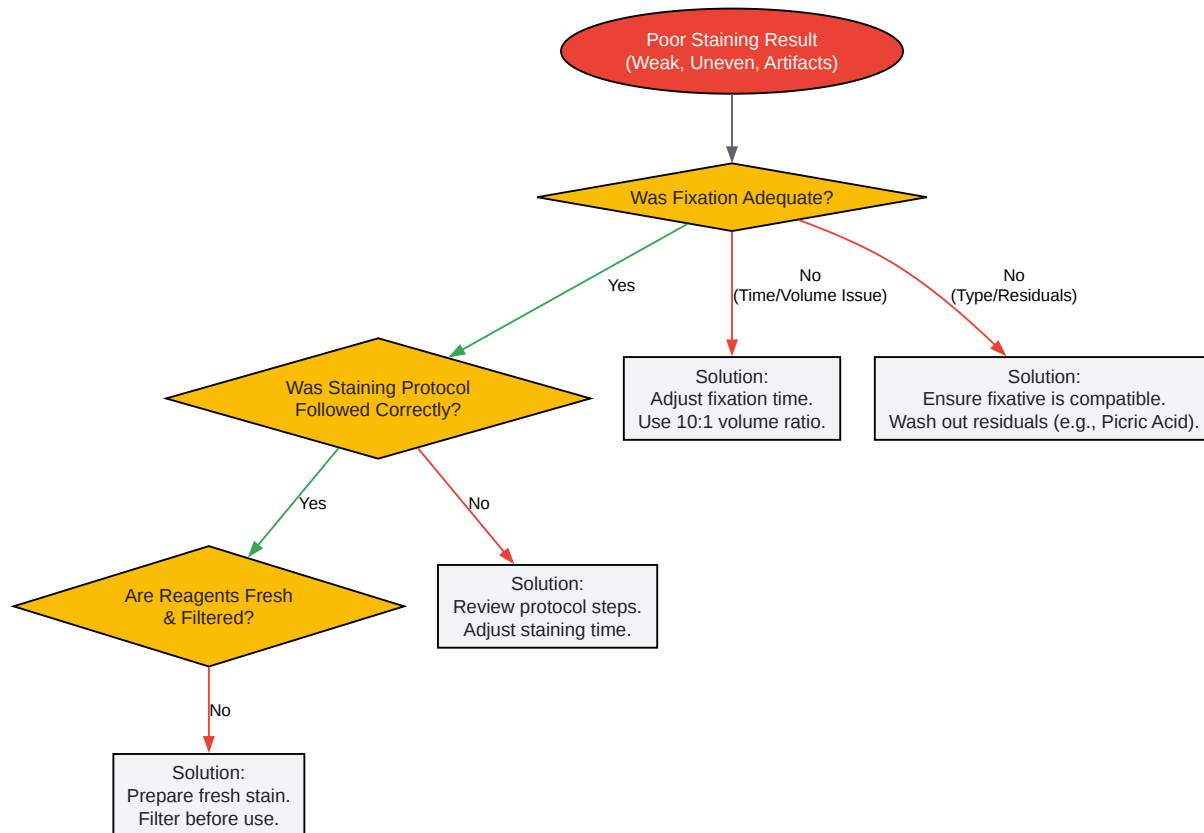 Poor Staining Result
(Weak, Uneven, Artifacts)
Was Fixation Adequate?
Yes
No
(Time/Volume Issue)
No
(Type/Residuals)
Was Staining Protocol
Followed Correctly?
Solution:
Adjust fixation time.
Use 10:1 volume ratio.
Solution:
Ensure fixative is compatible.
Wash out residuals (e.g., Picric Acid).
Yes
No
Are Reagents Fresh
& Filtered?
Solution:
Review protocol steps.
Adjust staining time.
No
Solution:
Prepare fresh stain.
Filter before use.